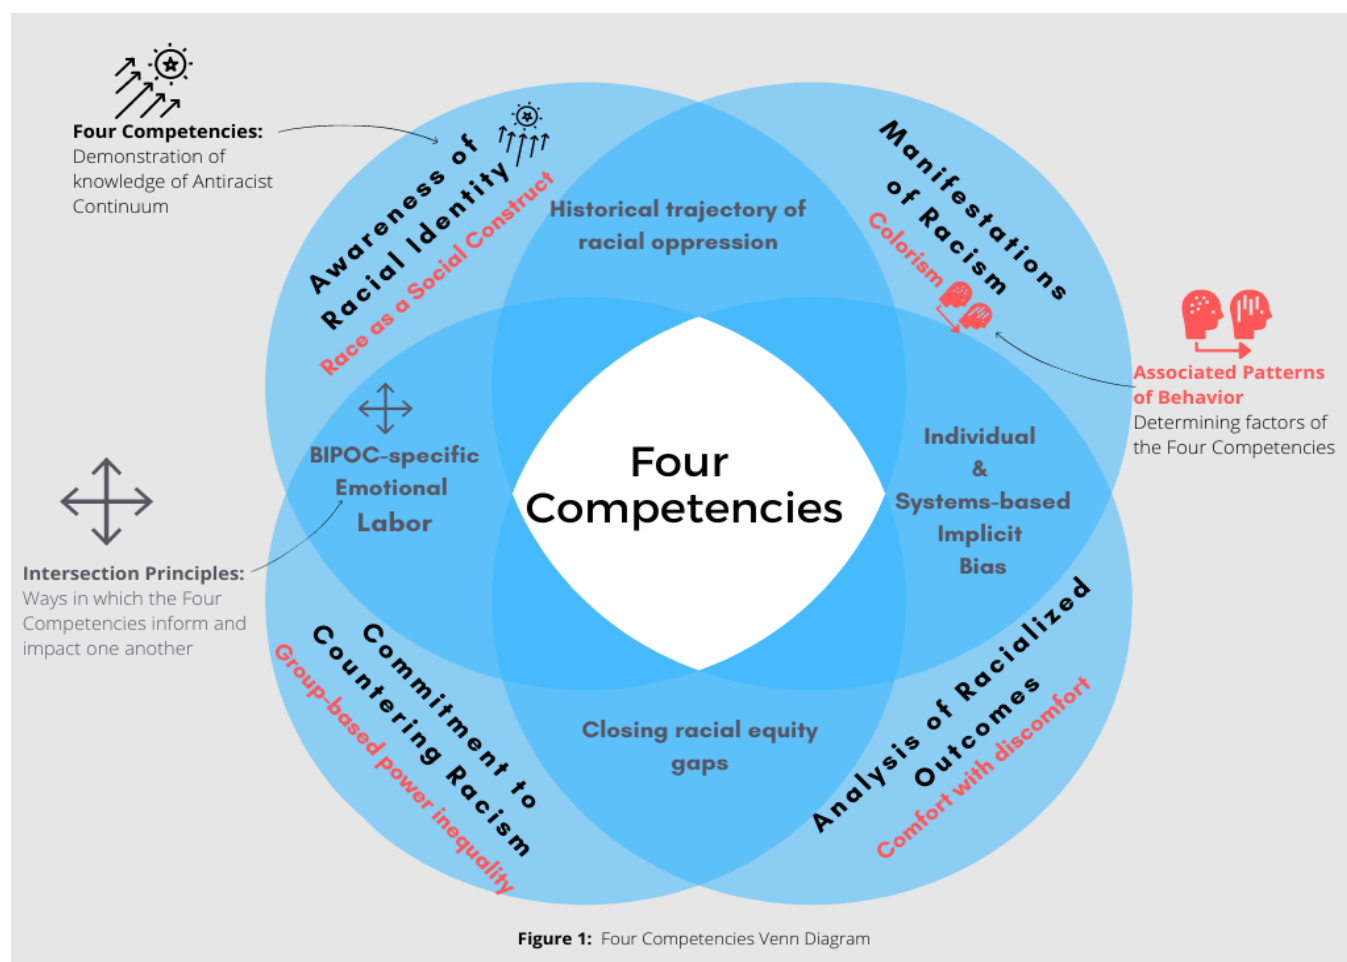 Four Competencies:
Demonstration of
knowledge of Antiracist
Continuum
Awareness of
Racial Identity
Race as a Social Construct
Historical trajectory of
racial oppression
Manifestations
of Racism
Colorism
Associated Patterns
of Behavior
Determining factors of
the Four Competencies
BIPOC-specific
Emotional
Labor
Four
Competencies
Individual
&
Systems-based
Implicit
Bias
Intersection Principles:
Ways in which the Four
Competencies inform and
impact one another
Commitment to
Countering Racism
Group-based power inequality
Closing racial equity
gaps
Analysis of Racialized
Outcomes
Comfort with discomfort
Figure 1: Four Competencies Venn Diagram